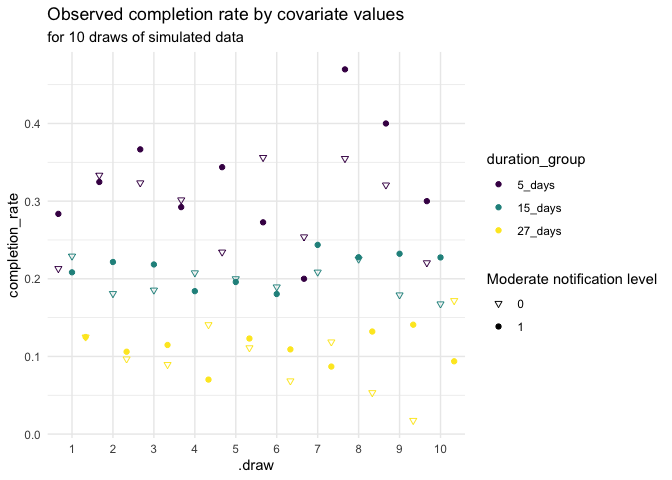 Observed completion rate by covariate values
for 10 draws of simulated data
completion_rate
0.4
0.3
0.2
0.1
0.0
1 2 3 4 5 6 7 8 9 10
.draw
duration_group
5_days
15_days
27_days
Moderate notification level
0
1